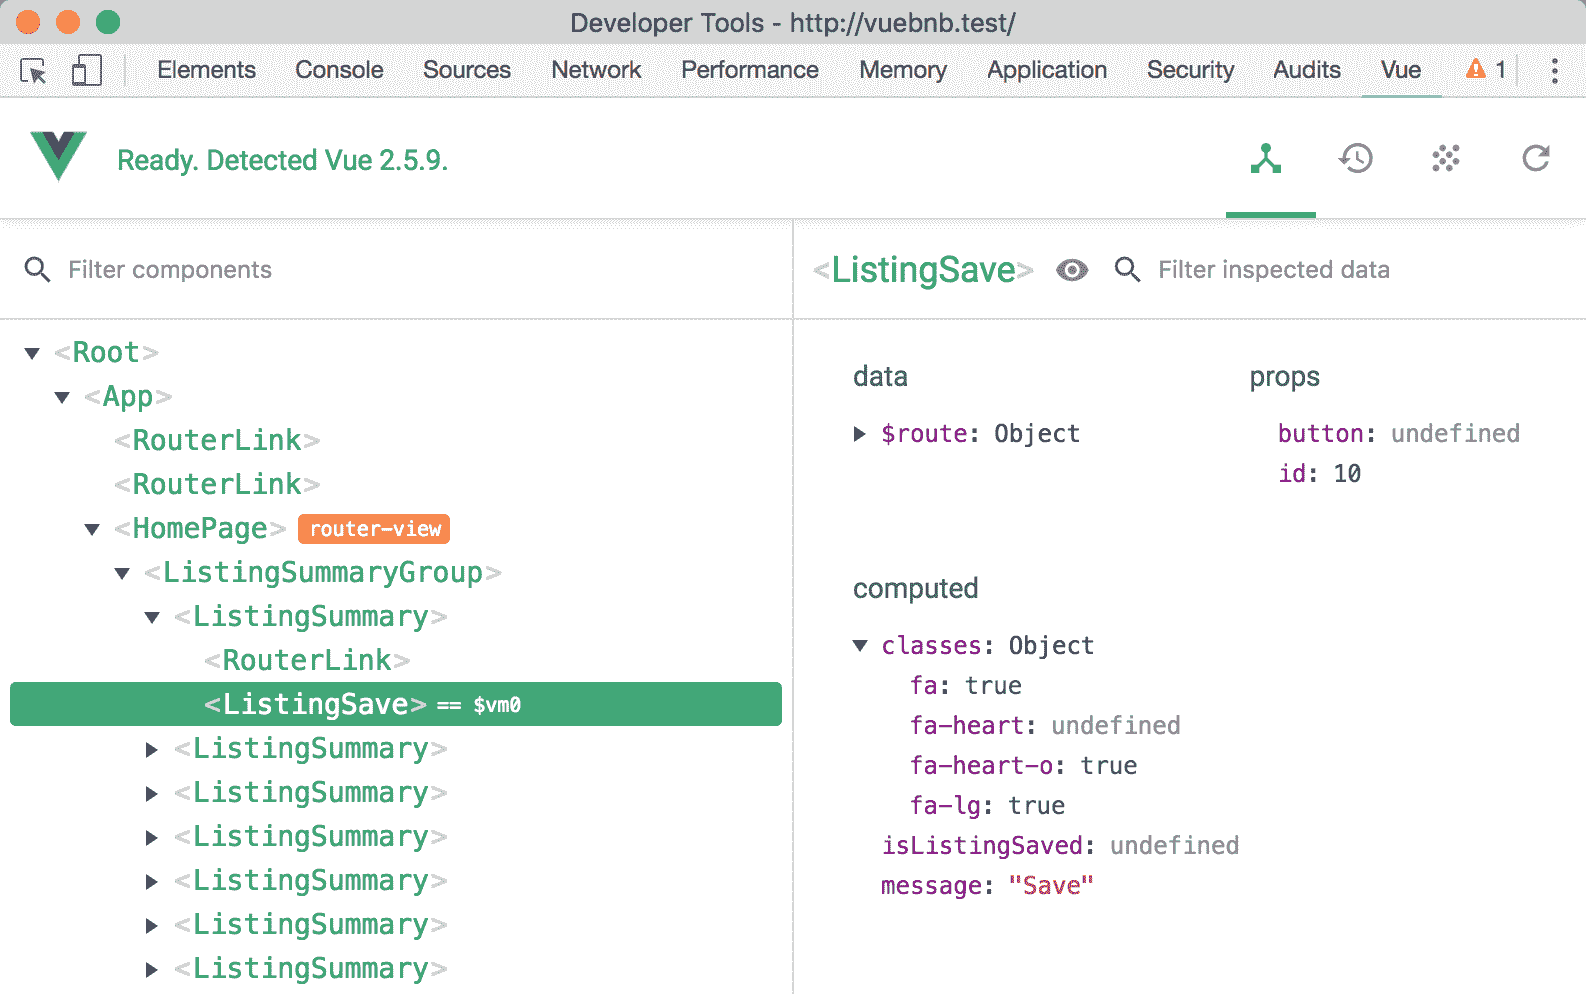 Developer Tools - http://vuebnb.test/
Elements Console Sources Network Performance Memory Application Security Audits Vue 1
Ready. Detected Vue 2.5.9.
Filter components
<ListingSave> Filter inspected data
<Root>
<App>
<RouterLink>
<RouterLink>
<HomePage> router-view
<ListingSummaryGroup>
<ListingSummary>
<RouterLink>
<ListingSave> == $vm0
<ListingSummary>
<ListingSummary>
<ListingSummary>
<ListingSummary>
<ListingSummary>
<ListingSummary>
data
$route: Object
props
button: undefined
id: 10
computed
classes: Object
fa: true
fa-heart: undefined
fa-heart-o: true
fa-lg: true
isListingSaved: undefined
message: "Save"